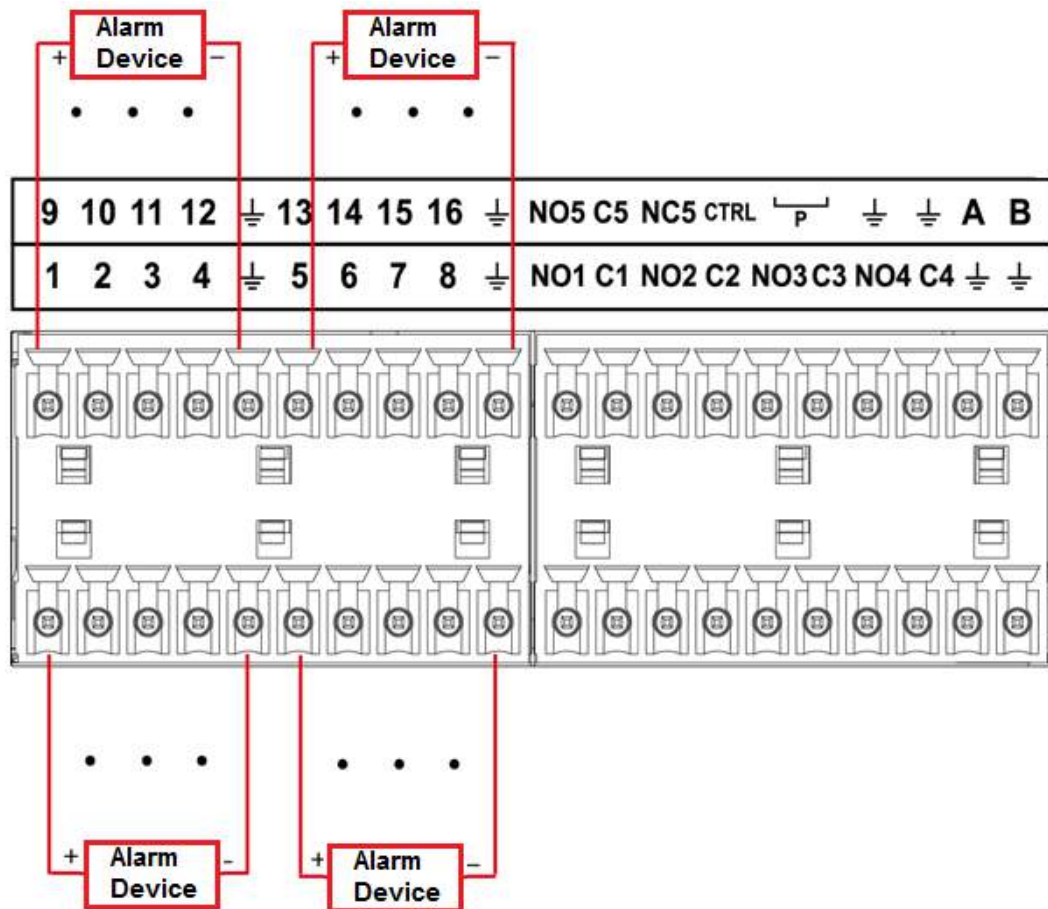 Alarm Device
+ −
Alarm Device
+ −
9 10 11 12 ⏚ 13 14 15 16 ⏚ NO5 C5 NC5 CTRL P ⏚ ⏚ A B
1 2 3 4 ⏚ 5 6 7 8 ⏚ NO1 C1 NO2 C2 NO3 C3 NO4 C4 ⏚ ⏚
+ -
Alarm Device
+ −
Alarm Device